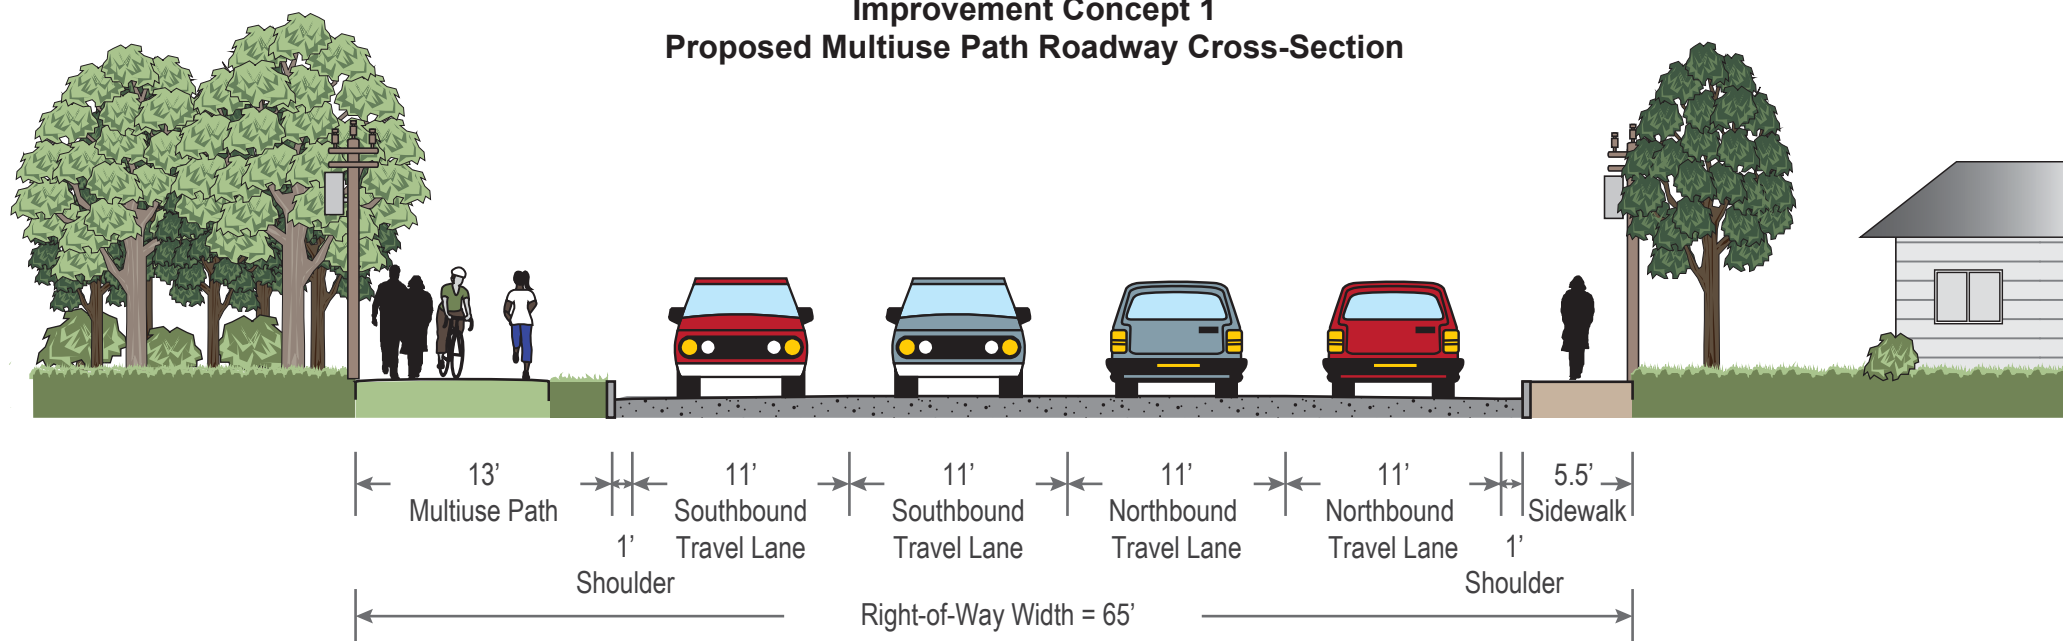 Improvement Concept 1
Proposed Multiuse Path Roadway Cross-Section
13’
Multiuse Path
1’
Shoulder
11’
Southbound
Travel Lane
11’
Southbound
Travel Lane
11’
Northbound
Travel Lane
11’
Northbound
Travel Lane
1’
Shoulder
5.5’
Sidewalk
Right-of-Way Width = 65’